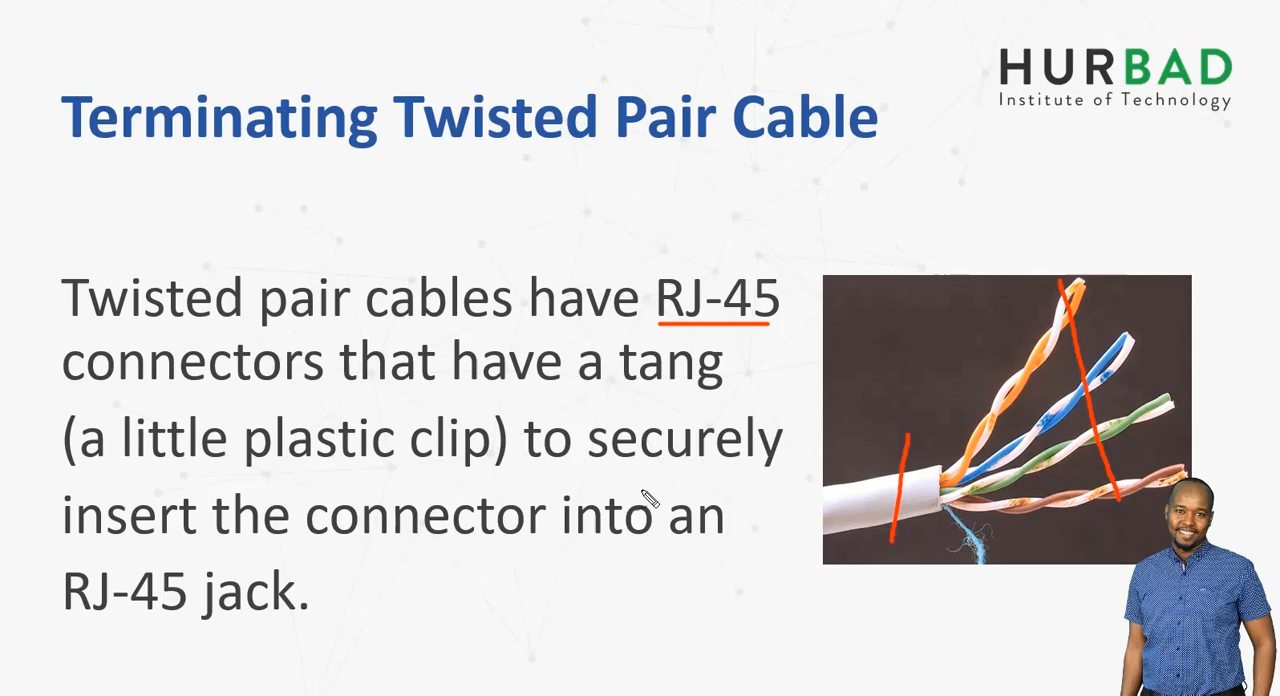 HURBAD
Institute of Technology
Terminating Twisted Pair Cable
Twisted pair cables have RJ-45
connectors that have a tang
(a little plastic clip) to securely
insert the connector into an
RJ-45 jack.